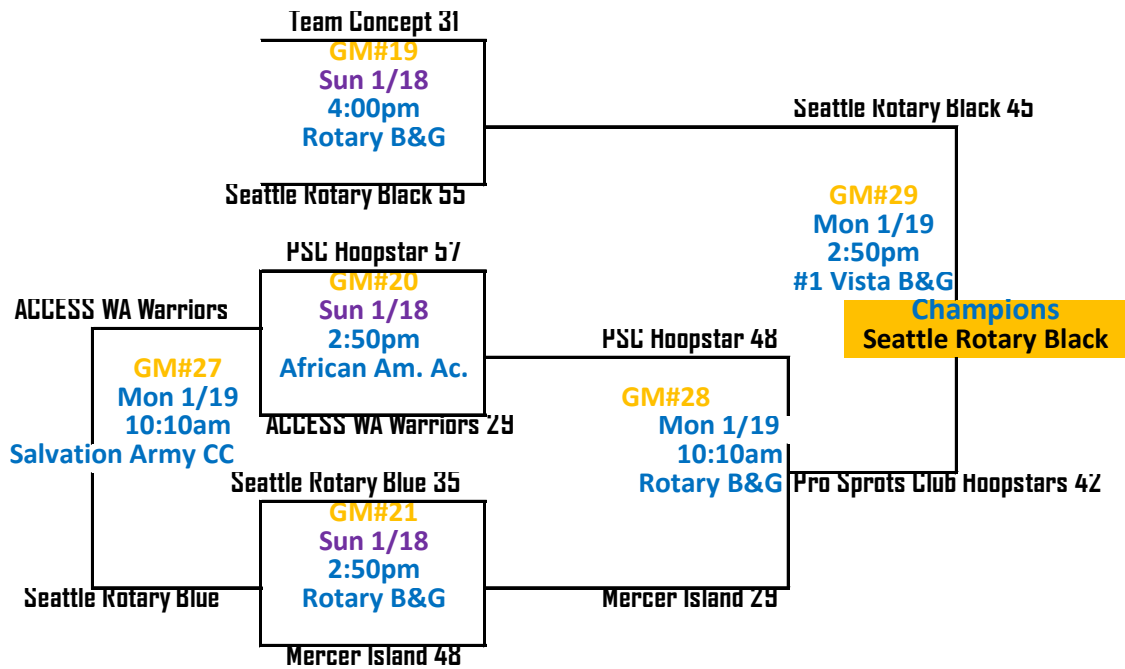 Team Concept 31
GM#19
Sun 1/18
4:00pm
Rotary B&G
Seattle Rotary Black 55
Seattle Rotary Black 45
GM#29
Mon 1/19
2:50pm
#1 Vista B&G
Champions
Seattle Rotary Black
PSC Hoopstar 57
GM#20
Sun 1/18
2:50pm
African Am. Ac.
ACCESS WA Warriors 29
ACCESS WA Warriors
GM#27
Mon 1/19
10:10am
Salvation Army CC
Seattle Rotary Blue
PSC Hoopstar 48
GM#28
Mon 1/19
10:10am
Rotary B&G
Pro Sprots Club Hoopstars 42
Seattle Rotary Blue 35
GM#21
Sun 1/18
2:50pm
Rotary B&G
Mercer Island 48
Mercer Island 29